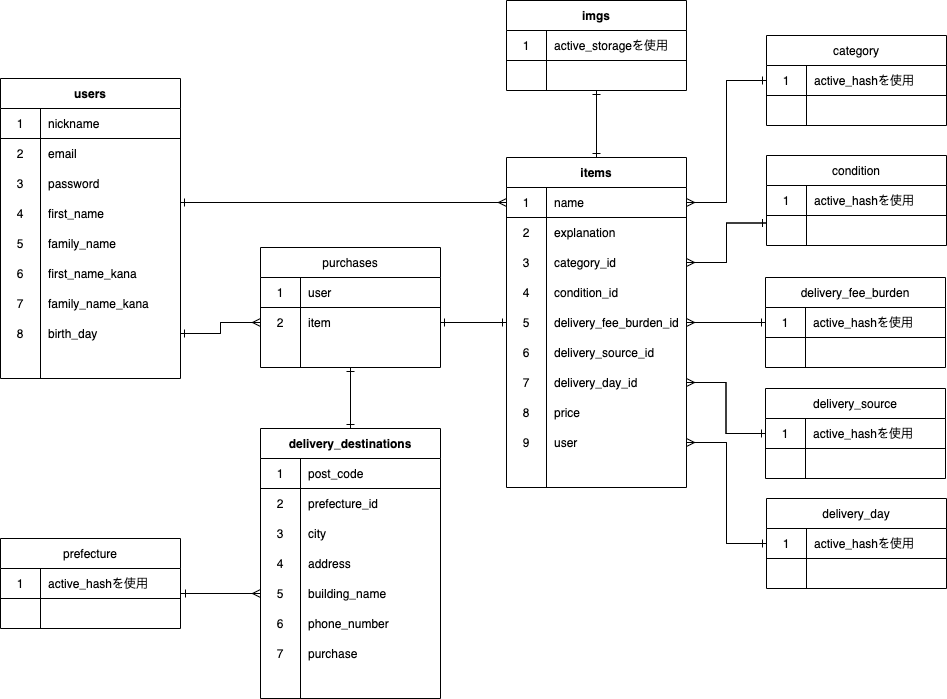 imgs
1 active_storageを使用
category
1 active_hashを使用
users
1 nickname
2 email
3 password
4 first_name
5 family_name
6 first_name_kana
7 family_name_kana
8 birth_day
items
1 name
2 explanation
3 category_id
4 condition_id
5 delivery_fee_burden_id
6 delivery_source_id
7 delivery_day_id
8 price
9 user
condition
1 active_hashを使用
purchases
1 user
2 item
delivery_fee_burden
1 active_hashを使用
delivery_source
1 active_hashを使用
delivery_destinations
1 post_code
2 prefecture_id
3 city
4 address
5 building_name
6 phone_number
7 purchase
delivery_day
1 active_hashを使用
prefecture
1 active_hashを使用